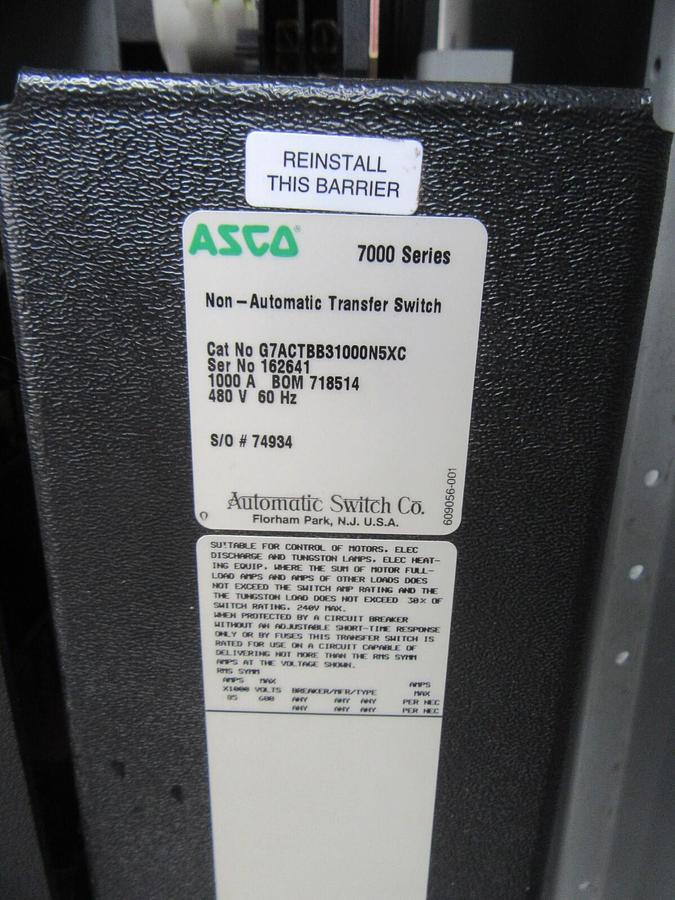 REINSTALL
THIS BARRIER
ASCO®
7000 Series
Non-Automatic Transfer Switch
Cat No G7ACTBB31000N5XC
Ser No 162641
1000 A BOM 718514
480 V 60 Hz
S/O # 74934
Automatic Switch Co.
Florham Park, N.J. U.S.A.
609056-001
SUITABLE FOR CONTROL OF MOTORS, ELEC
DISCHARGE AND TUNGSTON LAMPS, ELEC HEAT-
ING EQUIP. WHERE THE SUM OF MOTOR FULL-
LOAD AMPS AND AMPS OF OTHER LOADS DOES
NOT EXCEED THE SWITCH AMP RATING AND THE
THE TUNGSTON LOAD DOES NOT EXCEED 30% OF
SWITCH RATING. 240V MAX.
WHEN PROTECTED BY A CIRCUIT BREAKER
WITHOUT AN ADJUSTABLE SHORT-TIME RESPONSE
ONLY OR BY FUSES THIS TRANSFER SWITCH IS
RATED FOR USE ON A CIRCUIT CAPABLE OF
DELIVERING NOT MORE THAN THE RMS SYMM
AMPS AT THE VOLTAGE SHOWN.
RMS SYMM
AMPS MAX AMPS
X1000 VOLTS BREAKER/MFR/TYPE MAX
85 600 ANY ANY ANY PER NEC
ANY ANY ANY PER NEC